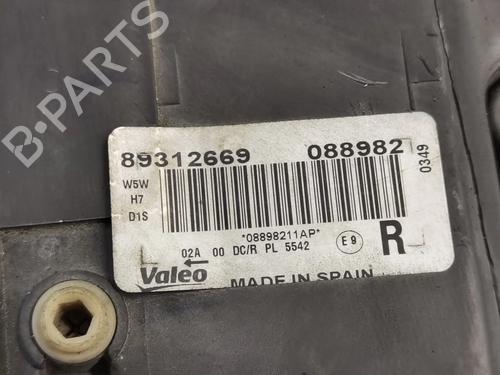 89312669 088982
W5W
H7
D1S
0349
*08898211AP*
02A 00 DC/R PL 5542 E9 R
Valeo MADE IN SPAIN
B-PARTS